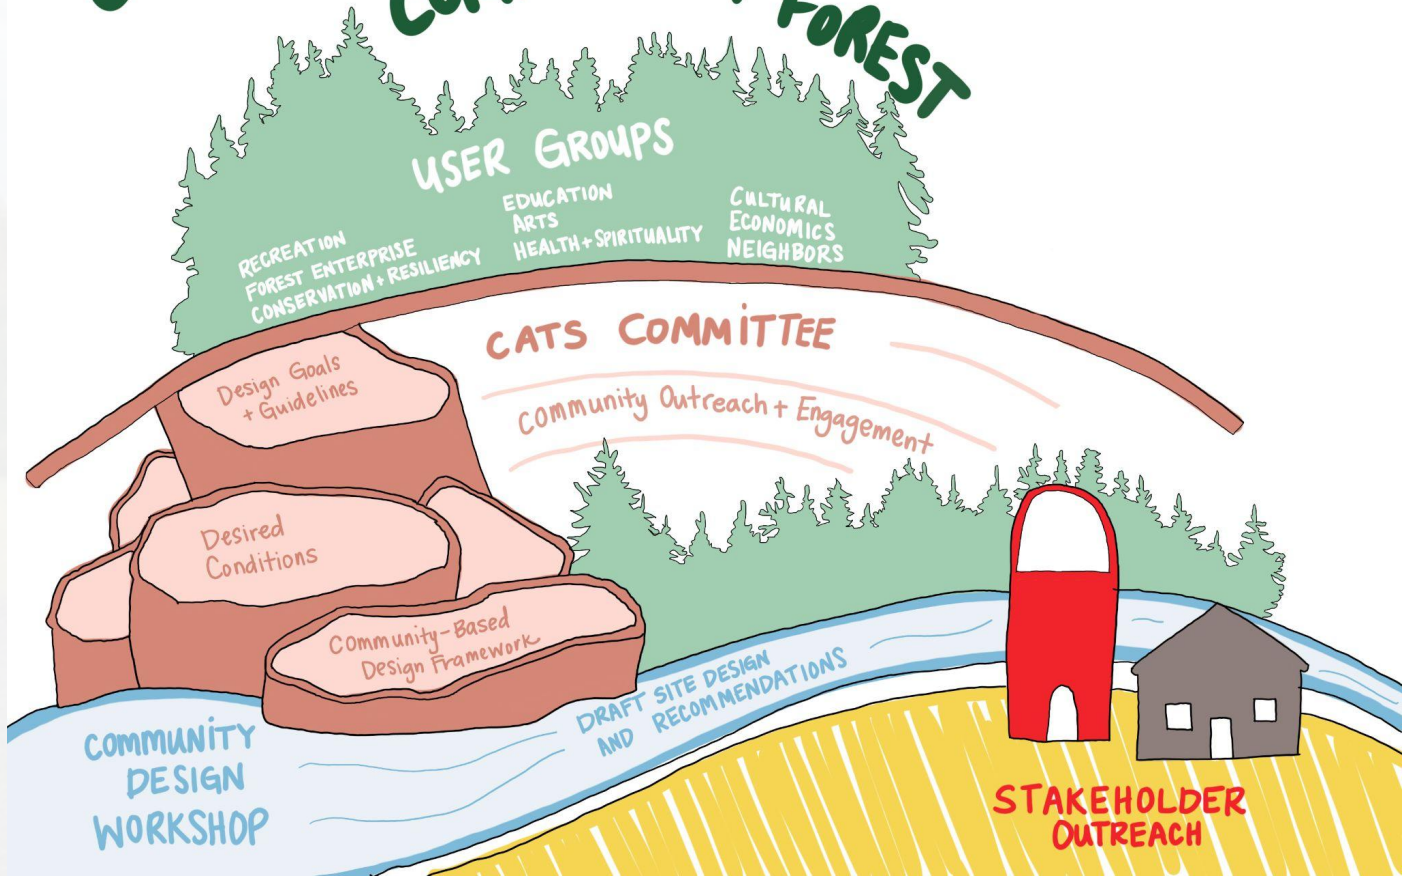 FOREST
USER GROUPS
RECREATION
FOREST ENTERPRISE
CONSERVATION + RESILIENCY
EDUCATION
ARTS
HEALTH + SPIRITUALITY
CULTURAL
ECONOMICS
NEIGHBORS
CATS COMMITTEE
Community Outreach + Engagement
Design Goals
+ Guidelines
Desired
Conditions
Community-Based
Design Framework
DRAFT SITE DESIGN
AND RECOMMENDATIONS
COMMUNITY
DESIGN
WORKSHOP
STAKEHOLDER
OUTREACH